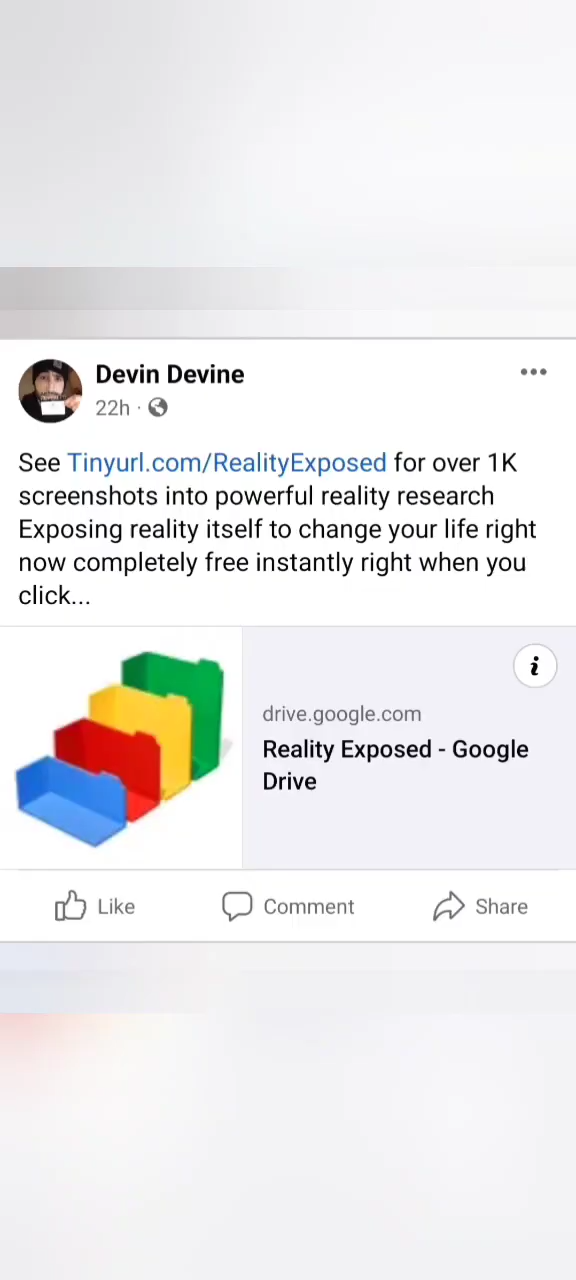 Devin Devine
22h ·
See Tinyurl.com/RealityExposed for over 1K
screenshots into powerful reality research
Exposing reality itself to change your life right
now completely free instantly right when you
click...
i
drive.google.com
Reality Exposed - Google
Drive
Like Comment Share